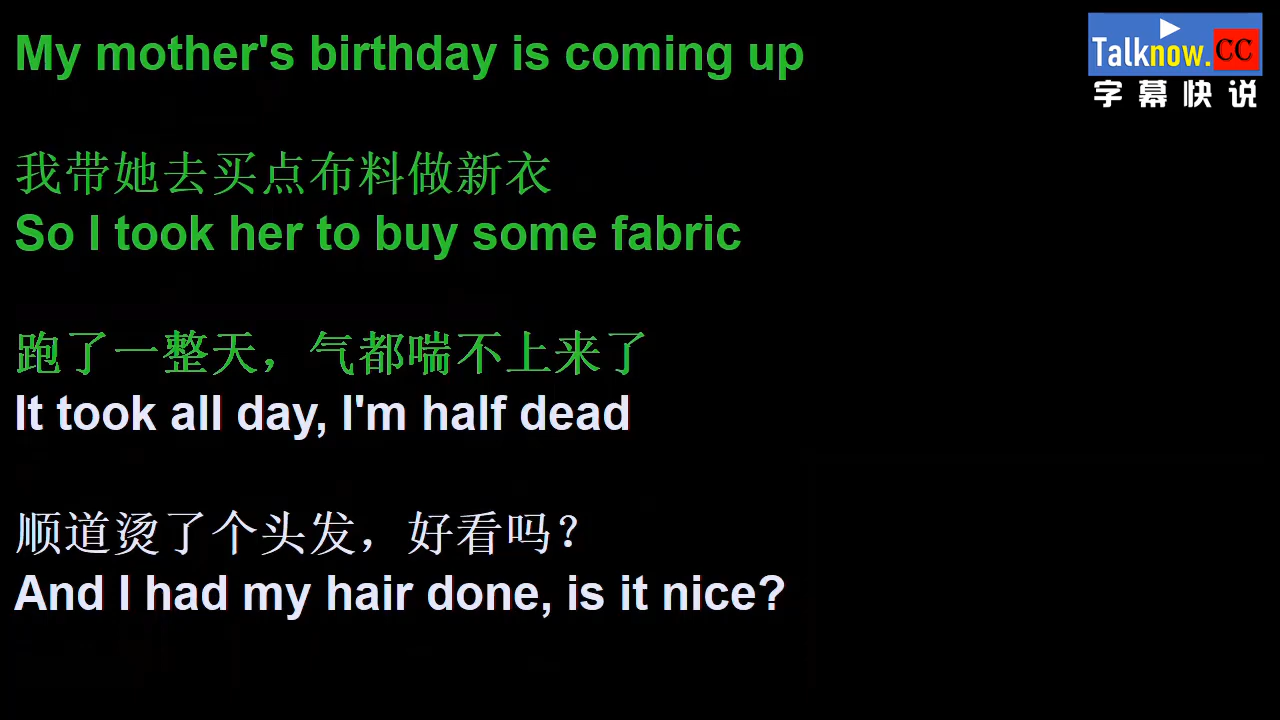 My mother's birthday is coming up
Talknow.CC
字幕快说
我带她去买点布料做新衣
So I took her to buy some fabric
跑了一整天，气都喘不上来了
It took all day, I'm half dead
顺道烫了个头发，好看吗？
And I had my hair done, is it nice?